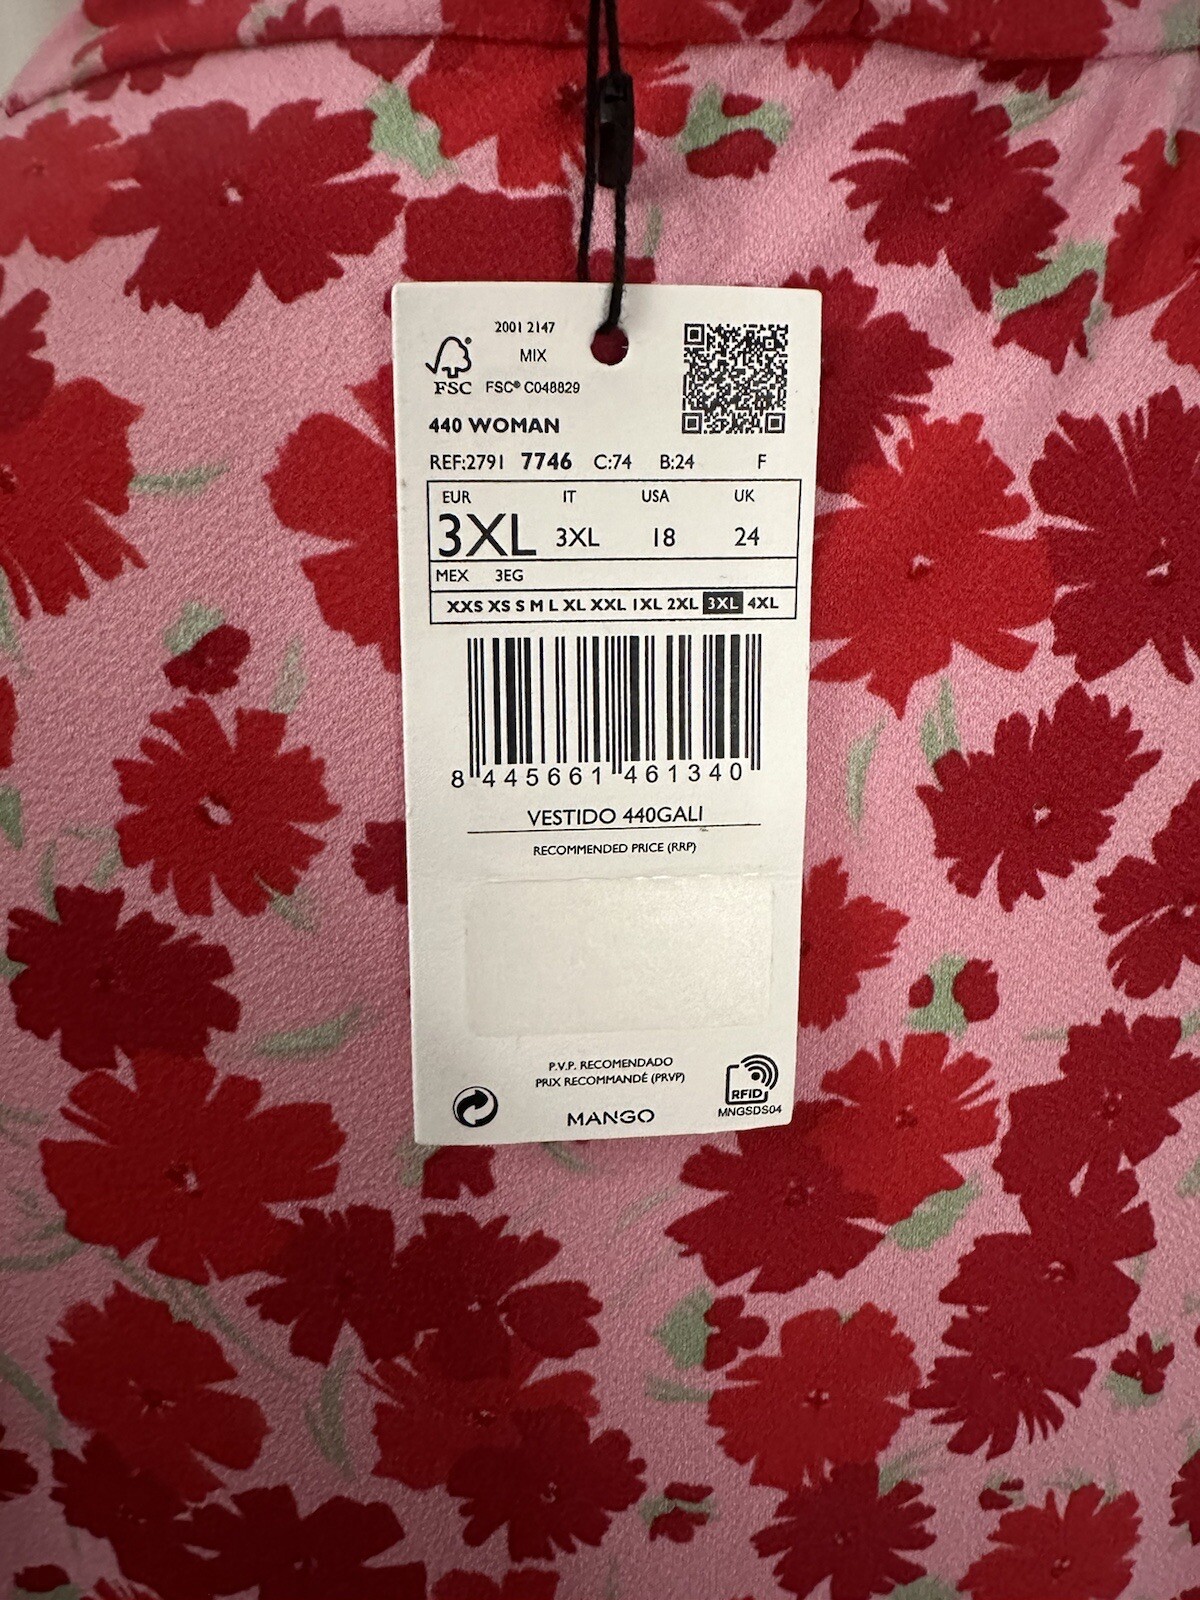 2001 2147
MIX
FSC FSC® C048829
440 WOMAN
REF:2791 7746 C:74 B:24 F
EUR IT USA UK
3XL 3XL 18 24
MEX 3EG
XXS XS S M L XL XXL 1XL 2XL 3XL 4XL
8 445661 461340
VESTIDO 440GALI
RECOMMENDED PRICE (RRP)
P.V.P. RECOMENDADO
PRIX RECOMMANDÉ (PRVP)
MANGO
RFID
MNGSDS04